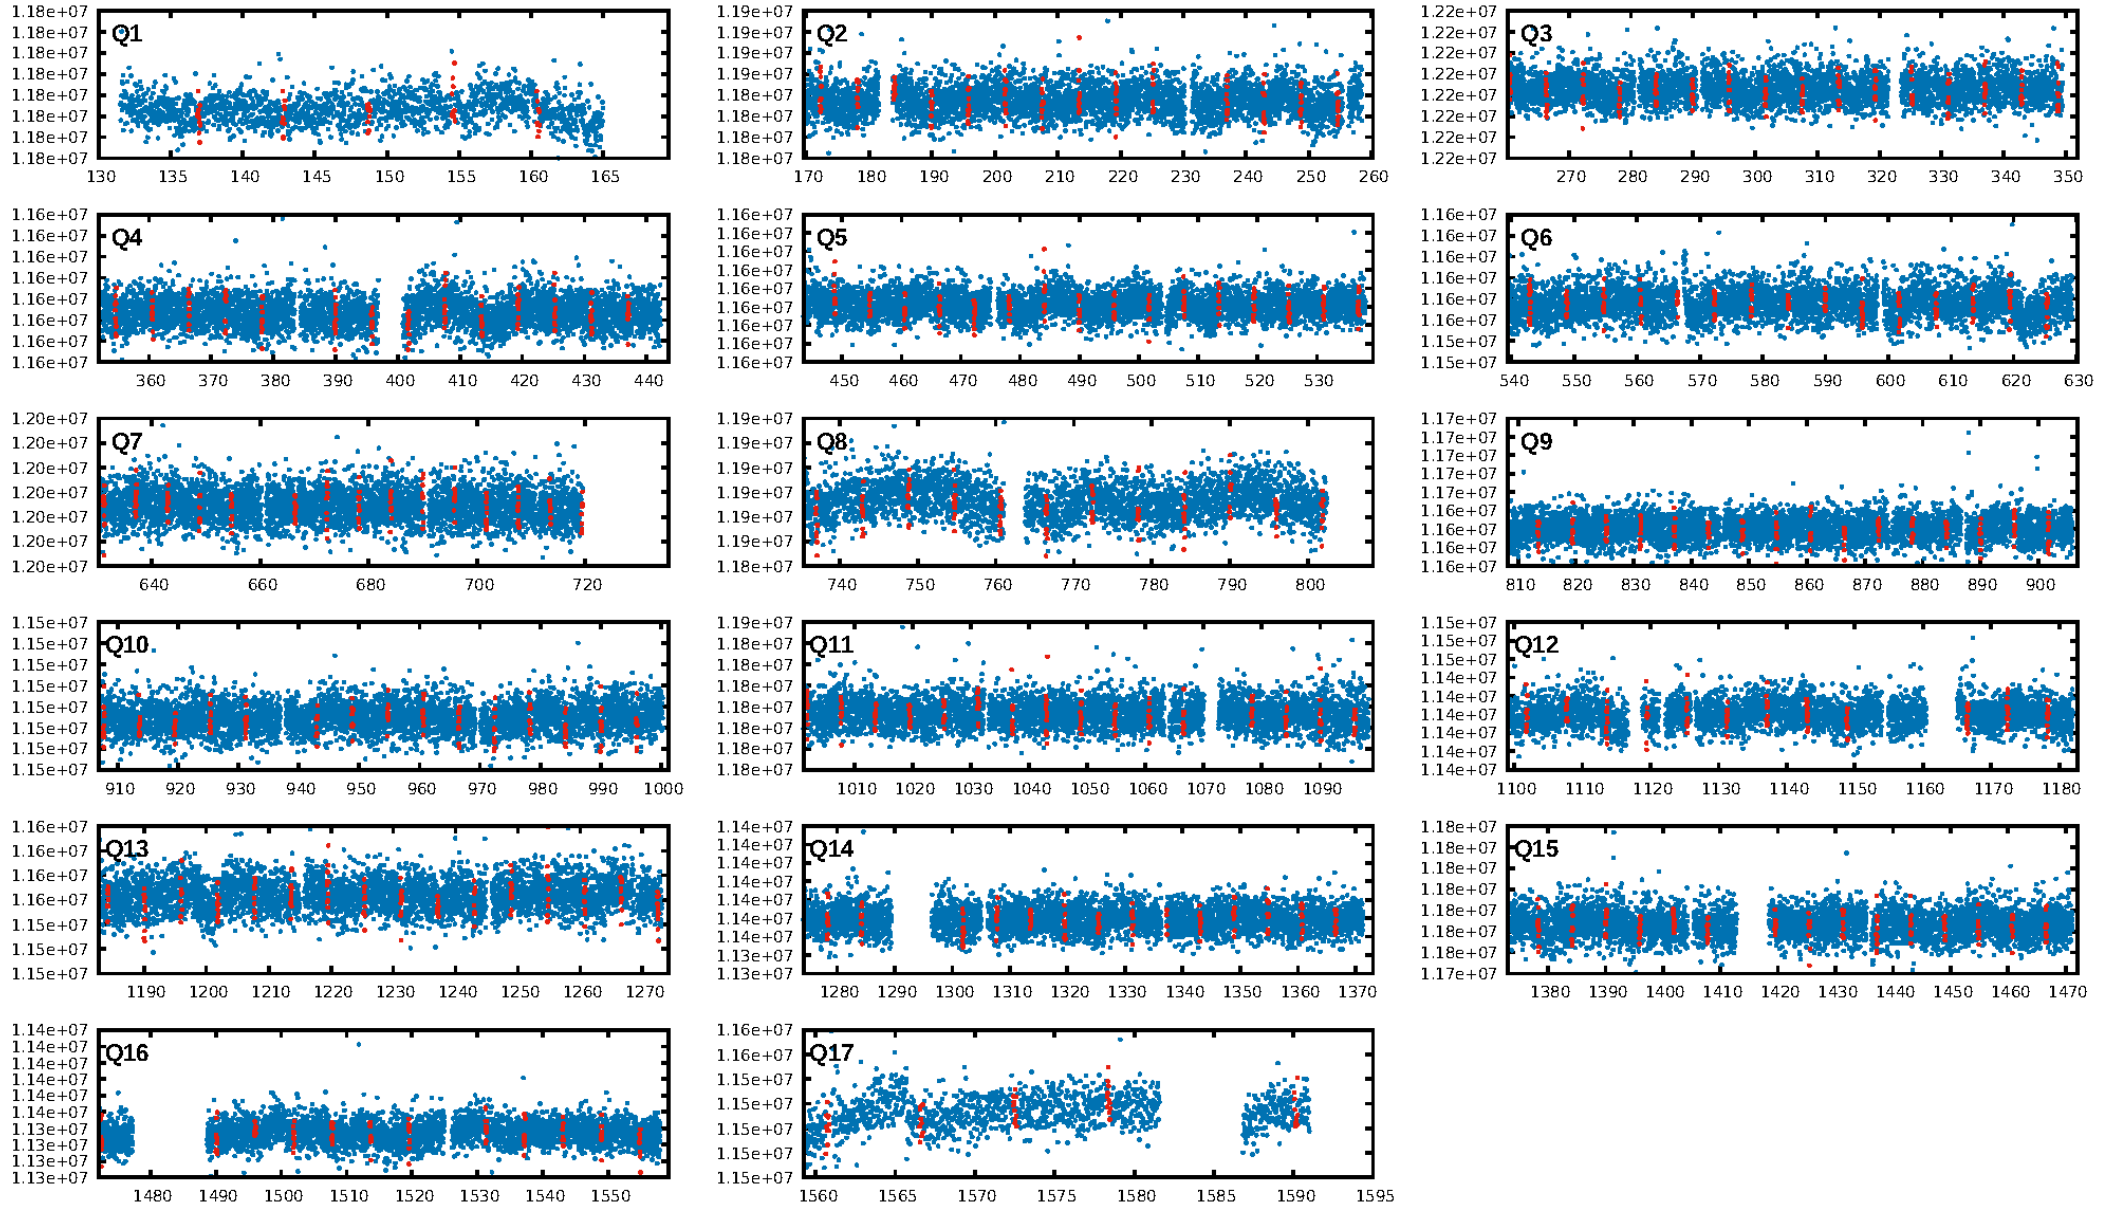 Q1
1.18e+07
1.18e+07
1.18e+07
1.18e+07
1.18e+07
1.18e+07
1.18e+07
1.18e+07
130 135 140 145 150 155 160 165
Q2
1.19e+07
1.19e+07
1.19e+07
1.19e+07
1.18e+07
1.18e+07
1.18e+07
1.18e+07
170 180 190 200 210 220 230 240 250 260
Q3
1.22e+07
1.22e+07
1.22e+07
1.22e+07
1.22e+07
1.22e+07
1.22e+07
1.22e+07
270 280 290 300 310 320 330 340 350
Q4
1.16e+07
1.16e+07
1.16e+07
1.16e+07
1.16e+07
1.16e+07
1.16e+07
1.16e+07
360 370 380 390 400 410 420 430 440
Q5
1.16e+07
1.16e+07
1.16e+07
1.16e+07
1.16e+07
1.16e+07
1.16e+07
1.16e+07
1.16e+07
450 460 470 480 490 500 510 520 530
Q6
1.16e+07
1.16e+07
1.16e+07
1.16e+07
1.16e+07
1.16e+07
1.15e+07
1.15e+07
540 550 560 570 580 590 600 610 620 630
Q7
1.20e+07
1.20e+07
1.20e+07
1.20e+07
1.20e+07
1.20e+07
1.20e+07
640 660 680 700 720
Q8
1.19e+07
1.19e+07
1.19e+07
1.19e+07
1.19e+07
1.19e+07
1.18e+07
740 750 760 770 780 790 800
Q9
1.17e+07
1.17e+07
1.17e+07
1.17e+07
1.17e+07
1.16e+07
1.16e+07
1.16e+07
1.16e+07
810 820 830 840 850 860 870 880 890 900
Q10
1.15e+07
1.15e+07
1.15e+07
1.15e+07
1.15e+07
1.15e+07
1.15e+07
1.15e+07
910 920 930 940 950 960 970 980 990 1000
Q11
1.19e+07
1.18e+07
1.18e+07
1.18e+07
1.18e+07
1.18e+07
1.18e+07
1.18e+07
1010 1020 1030 1040 1050 1060 1070 1080 1090
Q12
1.15e+07
1.15e+07
1.15e+07
1.14e+07
1.14e+07
1.14e+07
1.14e+07
1.14e+07
1.14e+07
1100 1110 1120 1130 1140 1150 1160 1170 1180
Q13
1.16e+07
1.16e+07
1.16e+07
1.16e+07
1.15e+07
1.15e+07
1.15e+07
1190 1200 1210 1220 1230 1240 1250 1260 1270
Q14
1.14e+07
1.14e+07
1.14e+07
1.14e+07
1.14e+07
1.14e+07
1.14e+07
1.13e+07
1.13e+07
1280 1290 1300 1310 1320 1330 1340 1350 1360 1370
Q15
1.18e+07
1.18e+07
1.18e+07
1.18e+07
1.18e+07
1.18e+07
1.18e+07
1.17e+07
1380 1390 1400 1410 1420 1430 1440 1450 1460 1470
Q16
1.14e+07
1.14e+07
1.14e+07
1.14e+07
1.14e+07
1.14e+07
1.13e+07
1.13e+07
1.13e+07
1.13e+07
1480 1490 1500 1510 1520 1530 1540 1550
Q17
1.16e+07
1.16e+07
1.15e+07
1.15e+07
1.15e+07
1.15e+07
1.15e+07
1560 1565 1570 1575 1580 1585 1590 1595